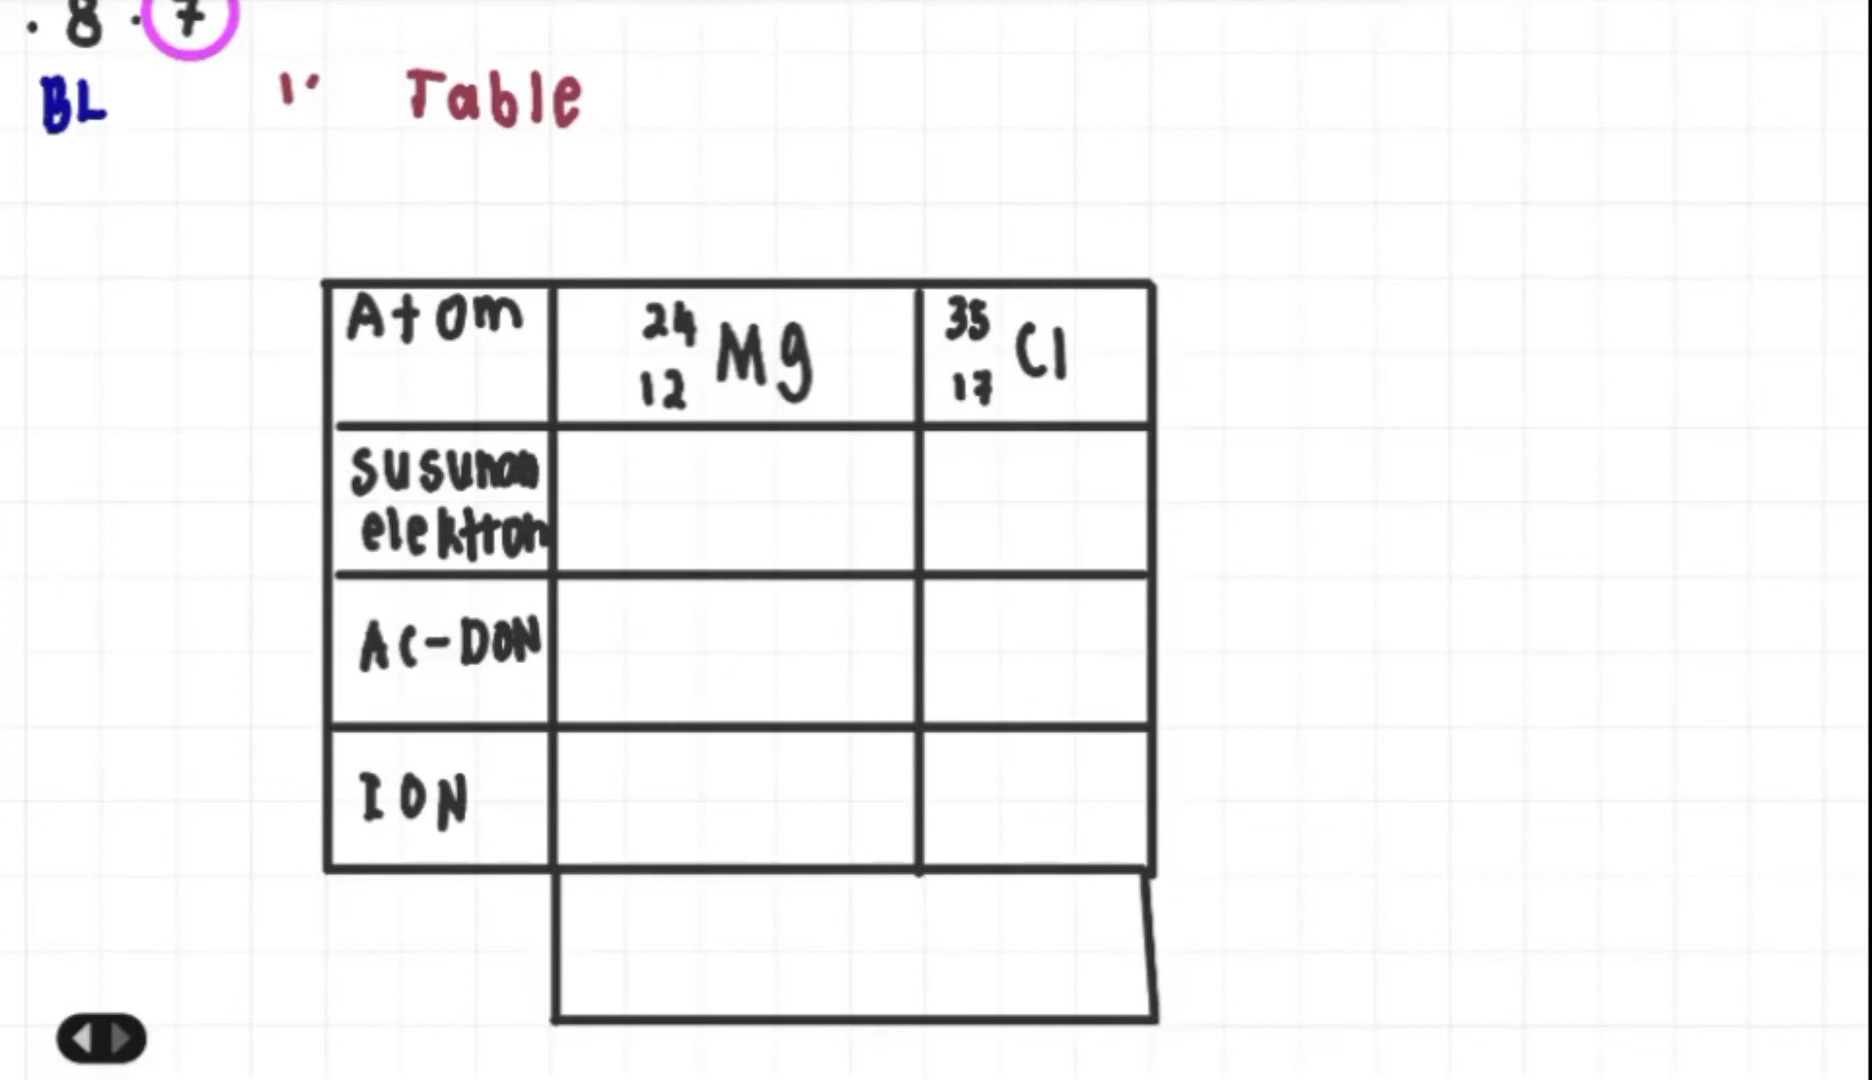 . 8 . 7
BL 1. Table
Atom
24
12 Mg
35
17 Cl
susunan
elektron
AC-DON
ION